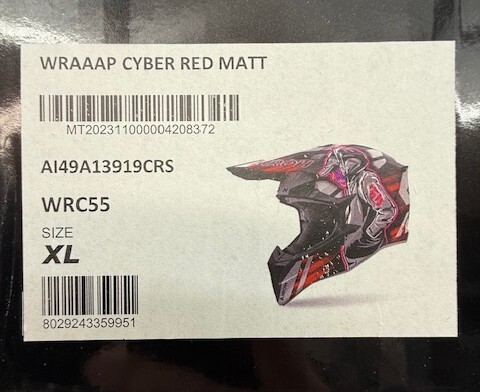 WRAAAP CYBER RED MATT
MT202311000004208372
AI49A13919CRS
WRC55
SIZE
XL
8029243359951